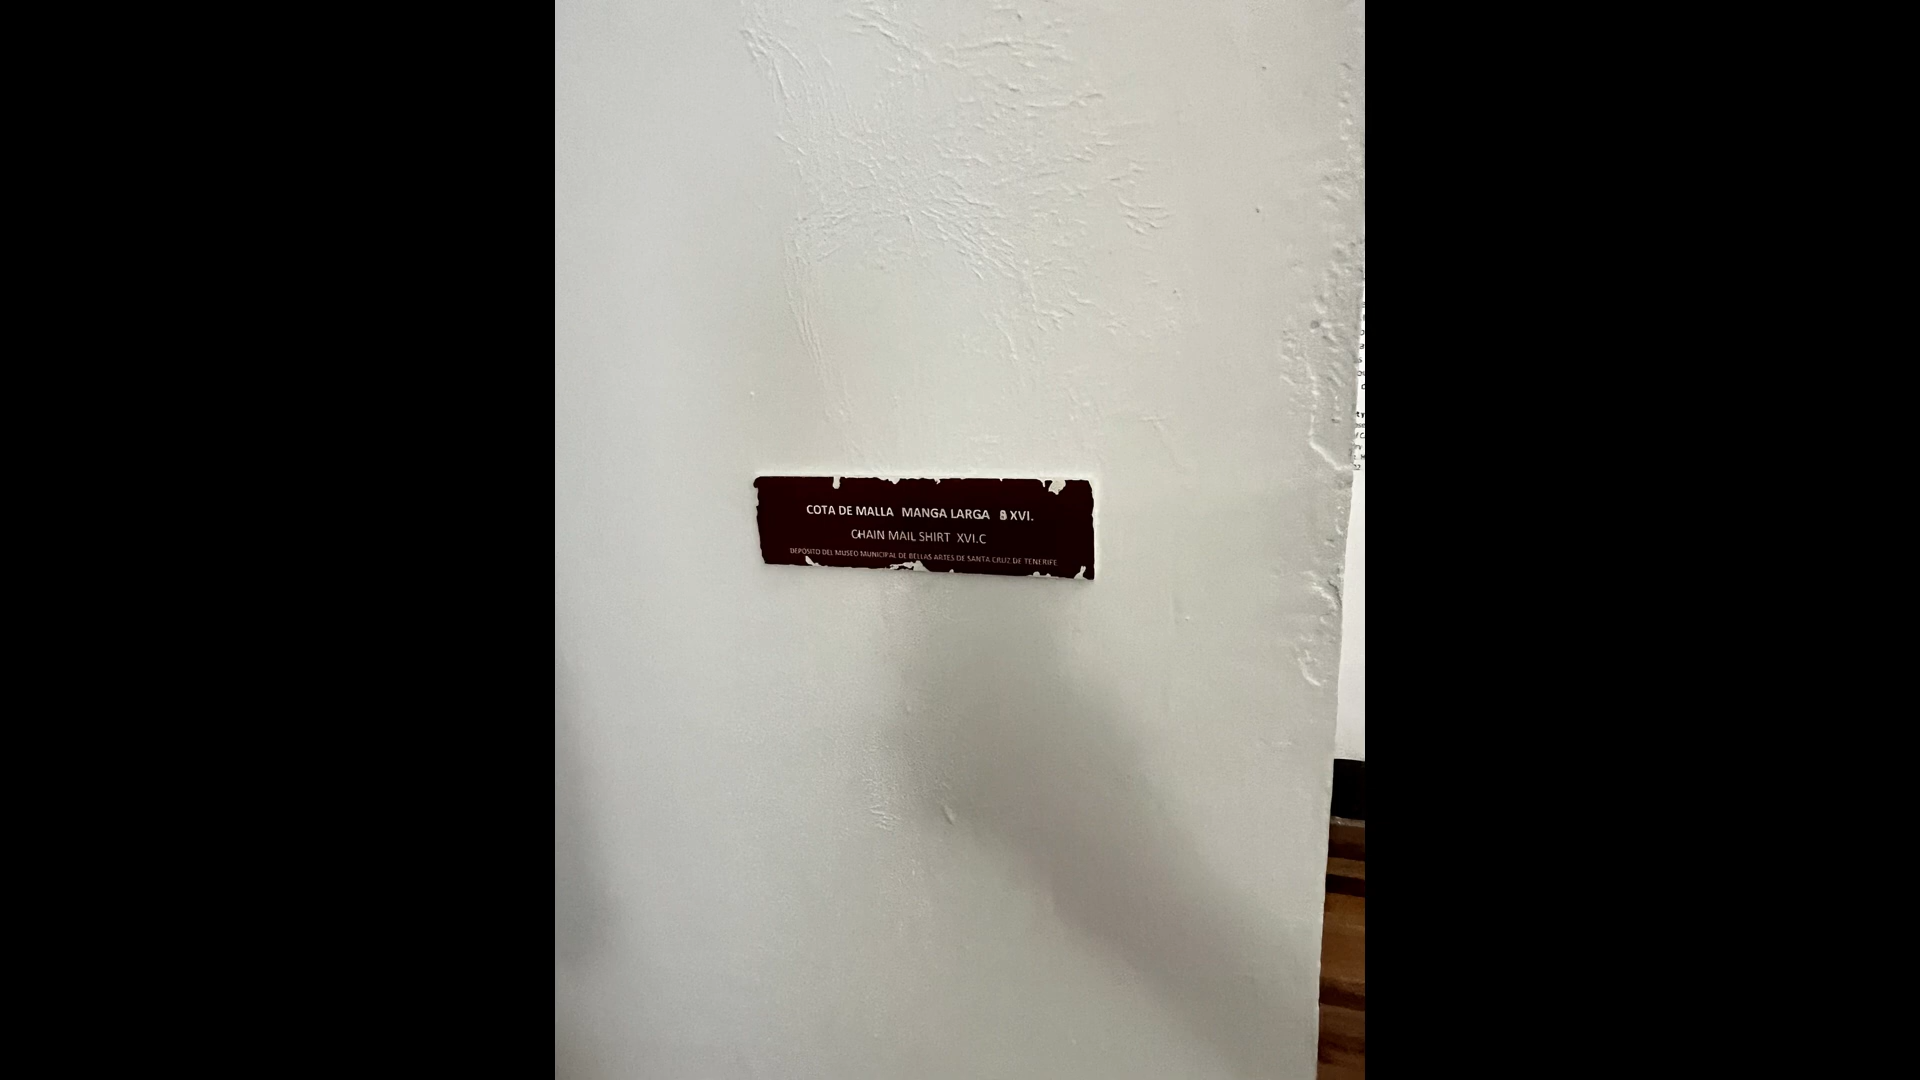 COTA DE MALLA MANGA LARGA S XVI.
CHAIN MAIL SHIRT XVI.C
DEPÓSITO DEL MUSEO MUNICIPAL DE BELLAS ARTES DE SANTA CRUZ DE TENERIFE